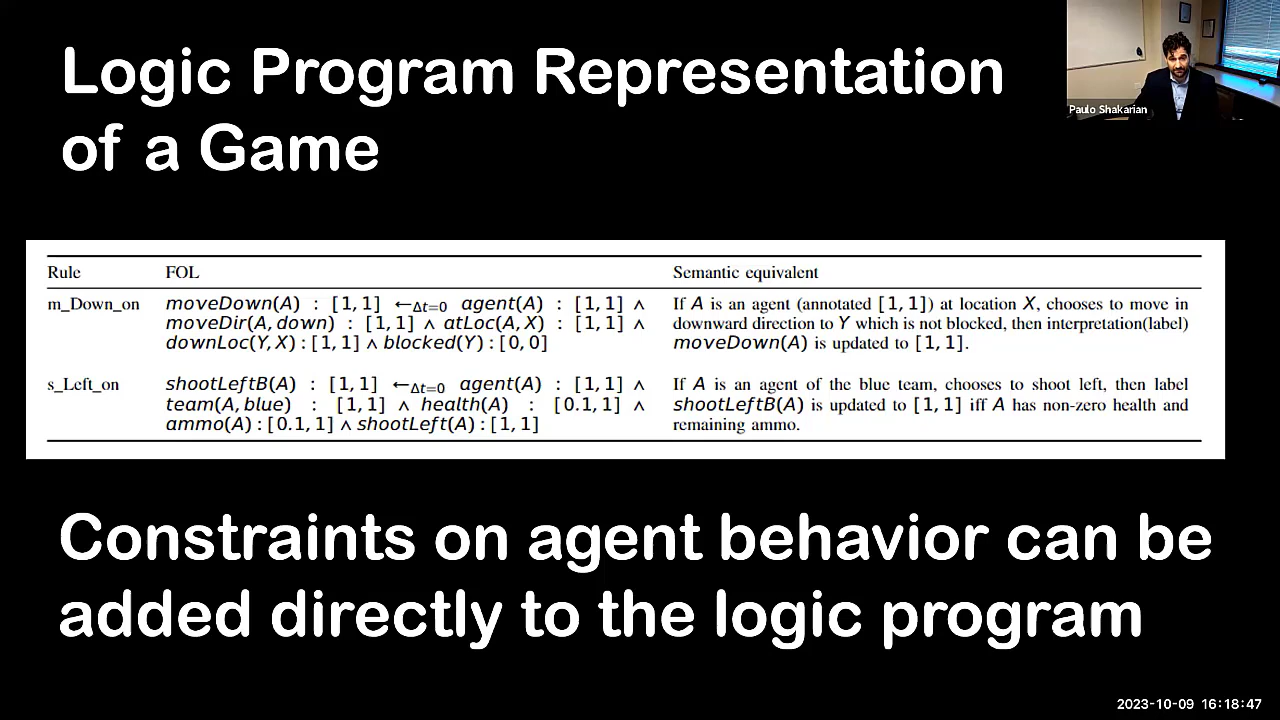 Logic Program Representation
of a Game
Paulo Shakarian
Rule FOL Semantic equivalent
m_Down_on moveDown(A) : [1, 1] ←Δt=0 agent(A) : [1, 1] ∧ If A is an agent (annotated [1, 1]) at location X, chooses to move in
moveDir(A, down) : [1, 1] ∧ atLoc(A, X) : [1, 1] ∧ downward direction to Y which is not blocked, then interpretation(label)
downLoc(Y, X) : [1, 1] ∧ blocked(Y) : [0, 0] moveDown(A) is updated to [1, 1].
s_Left_on shootLeftB(A) : [1, 1] ←Δt=0 agent(A) : [1, 1] ∧ If A is an agent of the blue team, chooses to shoot left, then label
team(A, blue) : [1, 1] ∧ health(A) : [0.1, 1] ∧ shootLeftB(A) is updated to [1, 1] iff A has non-zero health and
ammo(A) : [0.1, 1] ∧ shootLeft(A) : [1, 1] remaining ammo.
Constraints on agent behavior can be
added directly to the logic program
2023-10-09 16:18:47